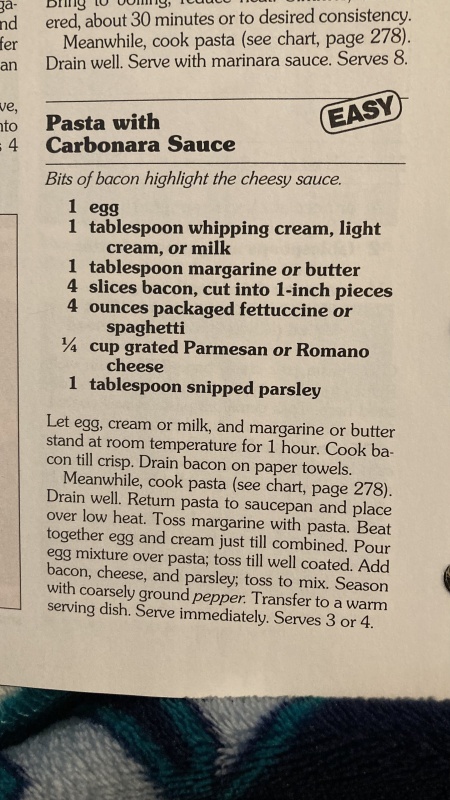 ga-
nd
fer
an
ve,
nto
s 4
ered, about 30 minutes or to desired consistency.
Meanwhile, cook pasta (see chart, page 278).
Drain well. Serve with marinara sauce. Serves 8.
EASY
Pasta with
Carbonara Sauce
Bits of bacon highlight the cheesy sauce.
1 egg
1 tablespoon whipping cream, light
cream, or milk
1 tablespoon margarine or butter
4 slices bacon, cut into 1-inch pieces
4 ounces packaged fettuccine or
spaghetti
¼ cup grated Parmesan or Romano
cheese
1 tablespoon snipped parsley
Let egg, cream or milk, and margarine or butter
stand at room temperature for 1 hour. Cook ba-
con till crisp. Drain bacon on paper towels.
Meanwhile, cook pasta (see chart, page 278).
Drain well. Return pasta to saucepan and place
over low heat. Toss margarine with pasta. Beat
together egg and cream just till combined. Pour
egg mixture over pasta; toss till well coated. Add
bacon, cheese, and parsley; toss to mix. Season
with coarsely ground pepper. Transfer to a warm
serving dish. Serve immediately. Serves 3 or 4.